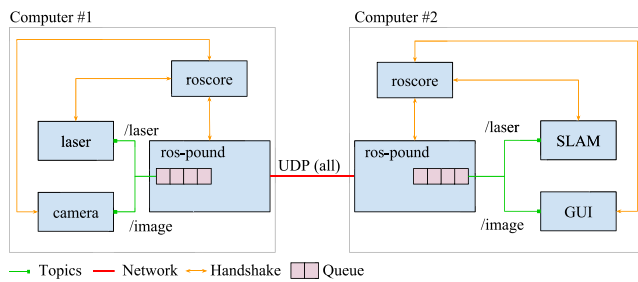 Computer #1
Computer #2
roscore
roscore
/laser
/laser
laser
ros-pound
UDP (all)
ros-pound
SLAM
camera
GUI
/image
/image
Topics
Network
Handshake
Queue